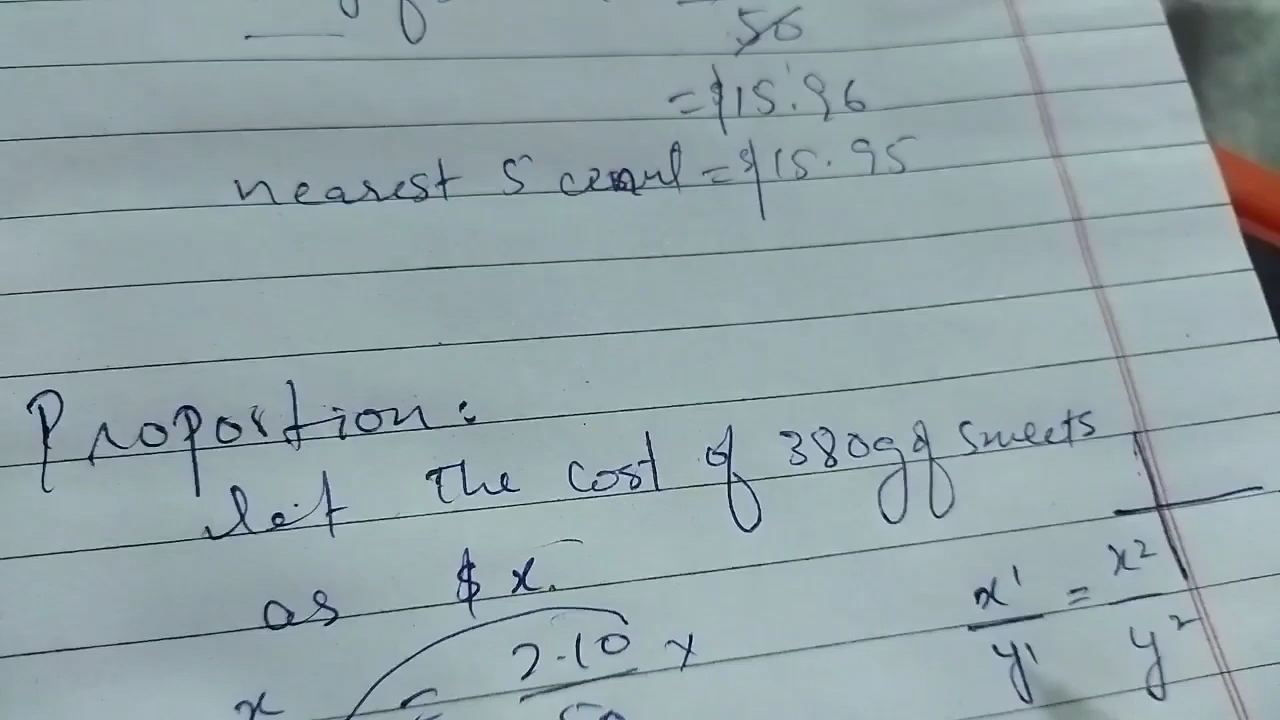 50
= $15.96
nearest 5 cent = $15.95
Proportion:
let the cost of 380g of sweets
as $ x.
x' = x²
y' y²
x = 2.10
50